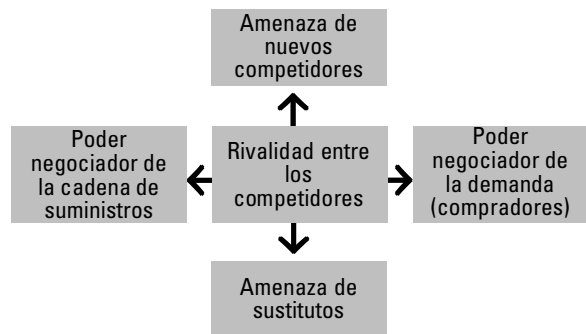 Amenaza de
nuevos
competidores
Poder
negociador de
la cadena de
suministros
Rivalidad entre
los
competidores
Poder
negociador de
la demanda
(compradores)
Amenaza de
sustitutos